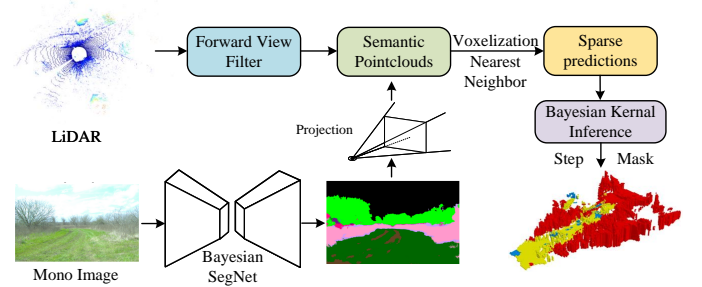 Forward View
Filter
Semantic
Pointclouds
Voxelization
Nearest
Neighbor
Sparse
predictions
LiDAR
Projection
Bayesian Kernal
Inference
Step Mask
Mono Image
Bayesian
SegNet